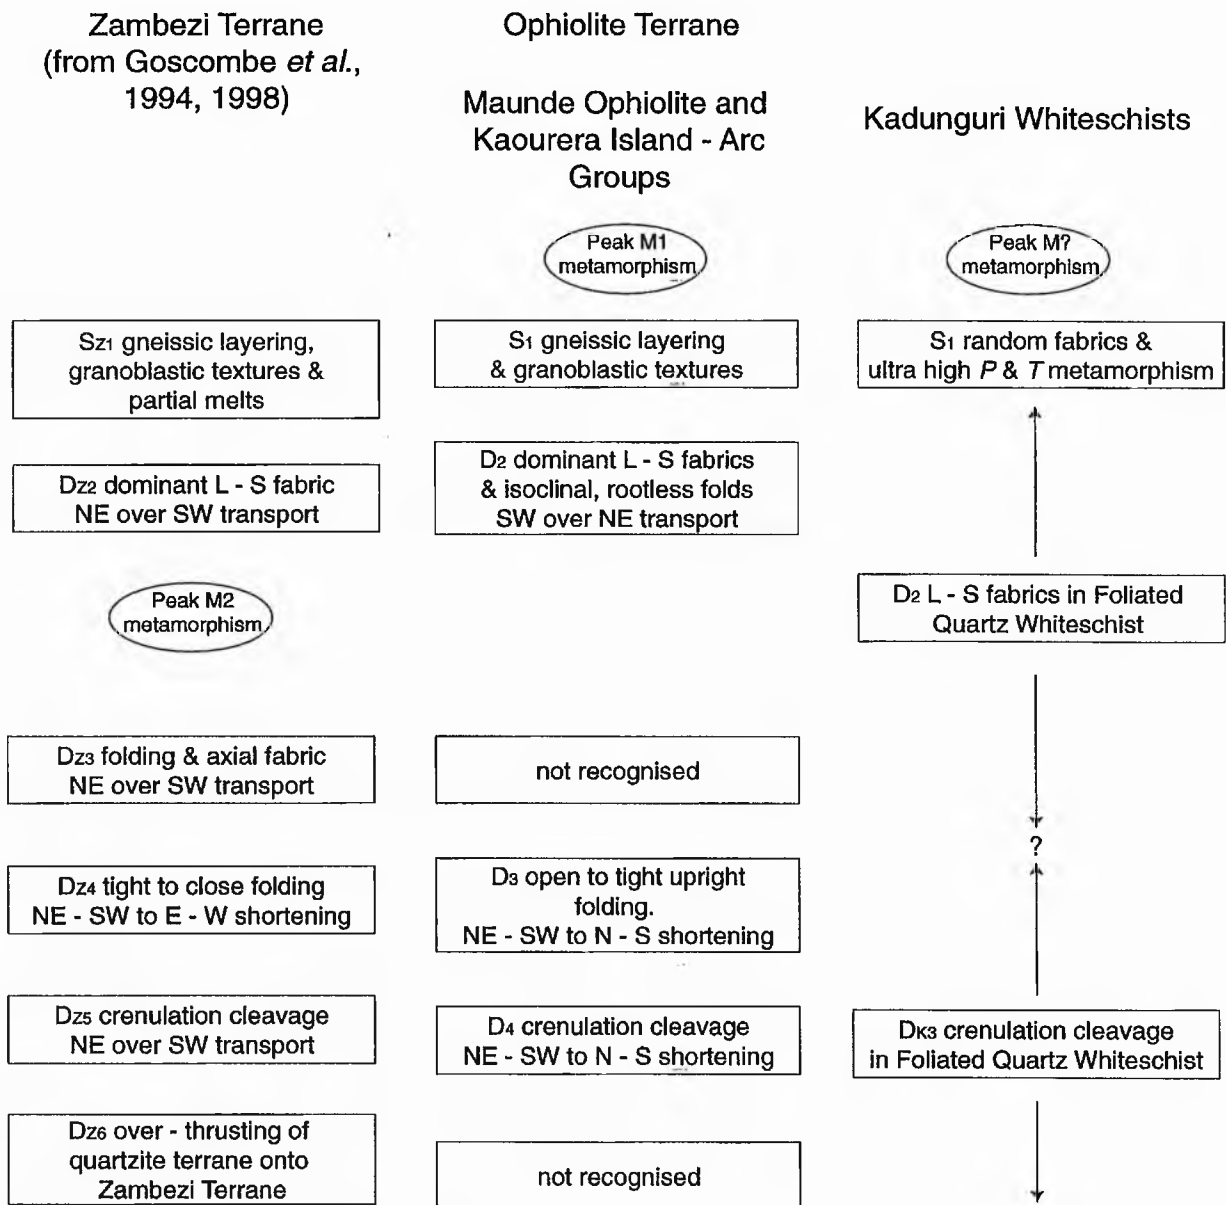 Zambezi Terrane
(from Goscombe et al.,
1994, 1998)
Ophiolite Terrane
Maunde Ophiolite and
Kaourera Island - Arc
Groups
Kadunguri Whiteschists
Peak M1
metamorphism
Peak M?
metamorphism
Sz1 gneissic layering,
granoblastic textures &
partial melts
S1 gneissic layering
& granoblastic textures
S1 random fabrics &
ultra high P & T metamorphism
Dz2 dominant L - S fabric
NE over SW transport
D2 dominant L - S fabrics
& isoclinal, rootless folds
SW over NE transport
Peak M2
metamorphism
D2 L - S fabrics in Foliated
Quartz Whiteschist
Dz3 folding & axial fabric
NE over SW transport
not recognised
?
Dz4 tight to close folding
NE - SW to E - W shortening
D3 open to tight upright
folding.
NE - SW to N - S shortening
Dz5 crenulation cleavage
NE over SW transport
D4 crenulation cleavage
NE - SW to N - S shortening
DK3 crenulation cleavage
in Foliated Quartz Whiteschist
Dz6 over - thrusting of
quartzite terrane onto
Zambezi Terrane
not recognised